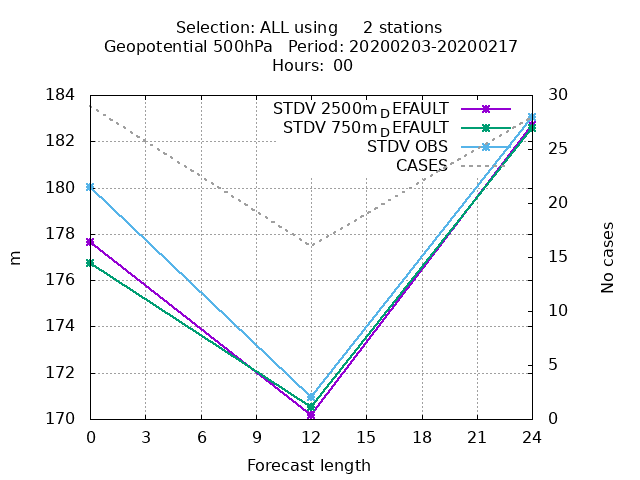 Selection: ALL using     2 stations
Geopotential 500hPa   Period: 20200203-20200217
Hours:  00
184
182
180
178
176
174
172
170
m
STDV 2500m_DEFAULT
STDV 750m_DEFAULT
STDV OBS
CASES
30
25
20
15
10
5
0
No cases
0 3 6 9 12 15 18 21 24
Forecast length